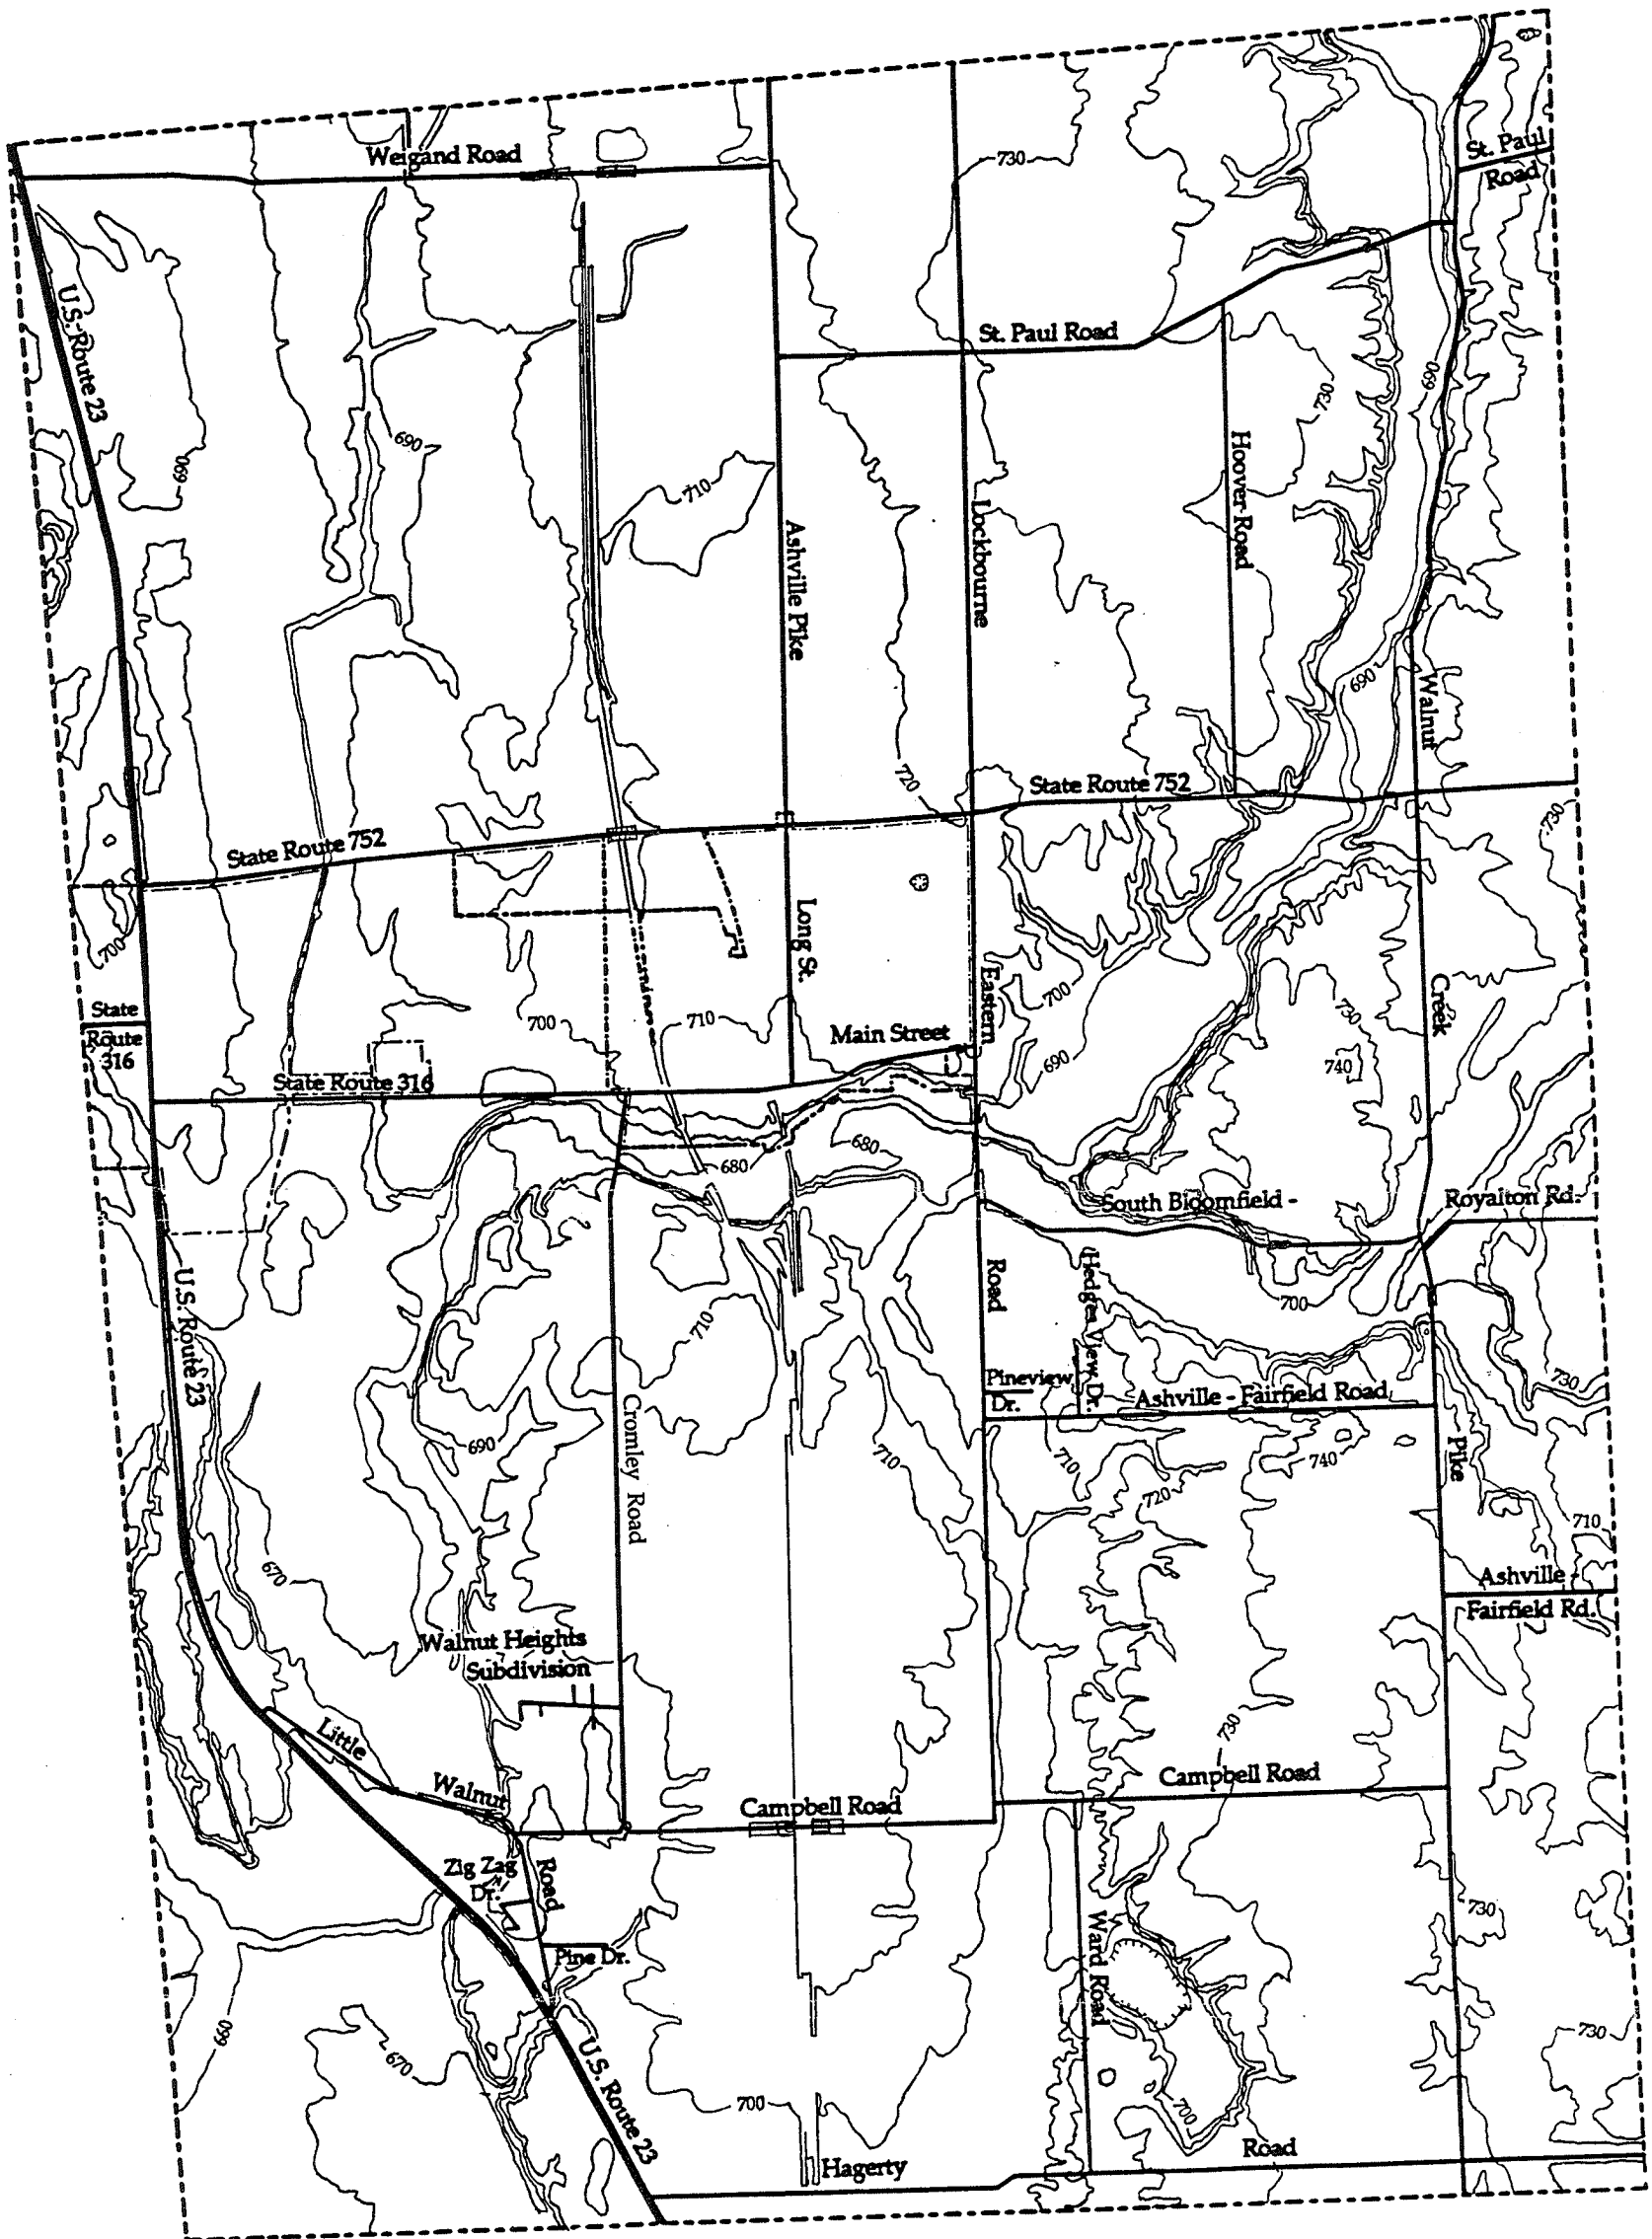 Weigand Road
730
St. Paul
Road
U.S. Route 23
St. Paul Road
690
730
690
690
710
Hoover Road
Lockbourne
Ashville Pike
690
Walnut
720
State Route 752
730
State Route 752
Long St.
700
Eastern
700
Creek
730
State
Route
316
700
710
Main Street
690
740
State Route 316
680
680
South Bloomfield -
Royalton Rd.
U.S. Route 23
Road
Hedges View Dr.
700
710
Pineview
Dr.
Ashville - Fairfield Road
730
Cromley Road
690
710
710
740
Pike
720
710
670
Ashville -
Fairfield Rd.
Walnut Heights
Subdivision
Little
730
Walnut
Campbell Road
Campbell Road
Zig Zag
Dr.
Road
730
Ward Road
Pine Dr.
660
670
730
U.S. Route 23
700
700
Hagerty
Road